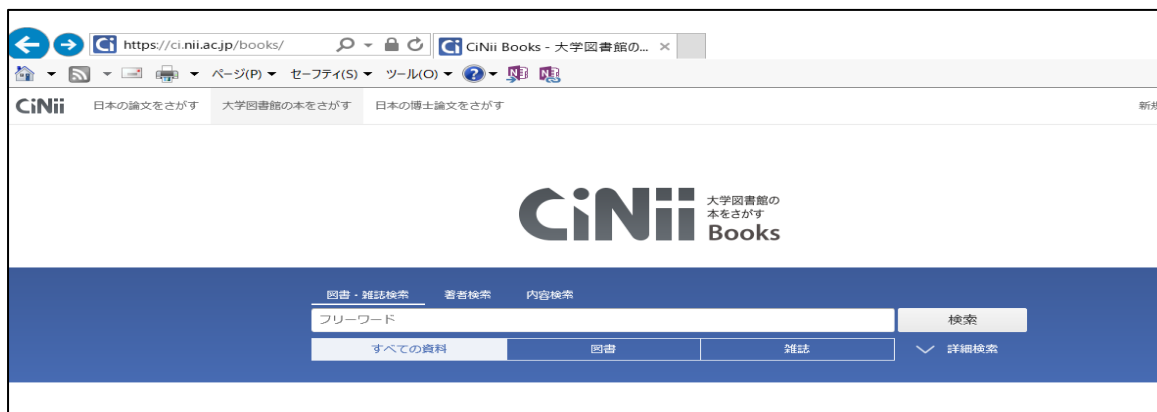 https://ci.nii.ac.jp/books/ CiNii Books - 大学図書館の...
ページ(P) セーフティ(S) ツール(O)
CiNii 日本の論文をさがす 大学図書館の本をさがす 日本の博士論文をさがす 新規
CiNii 大学図書館の
本をさがす
Books
図書・雑誌検索 著者検索 内容検索
フリーワード 検索
すべての資料 図書 雑誌 詳細検索